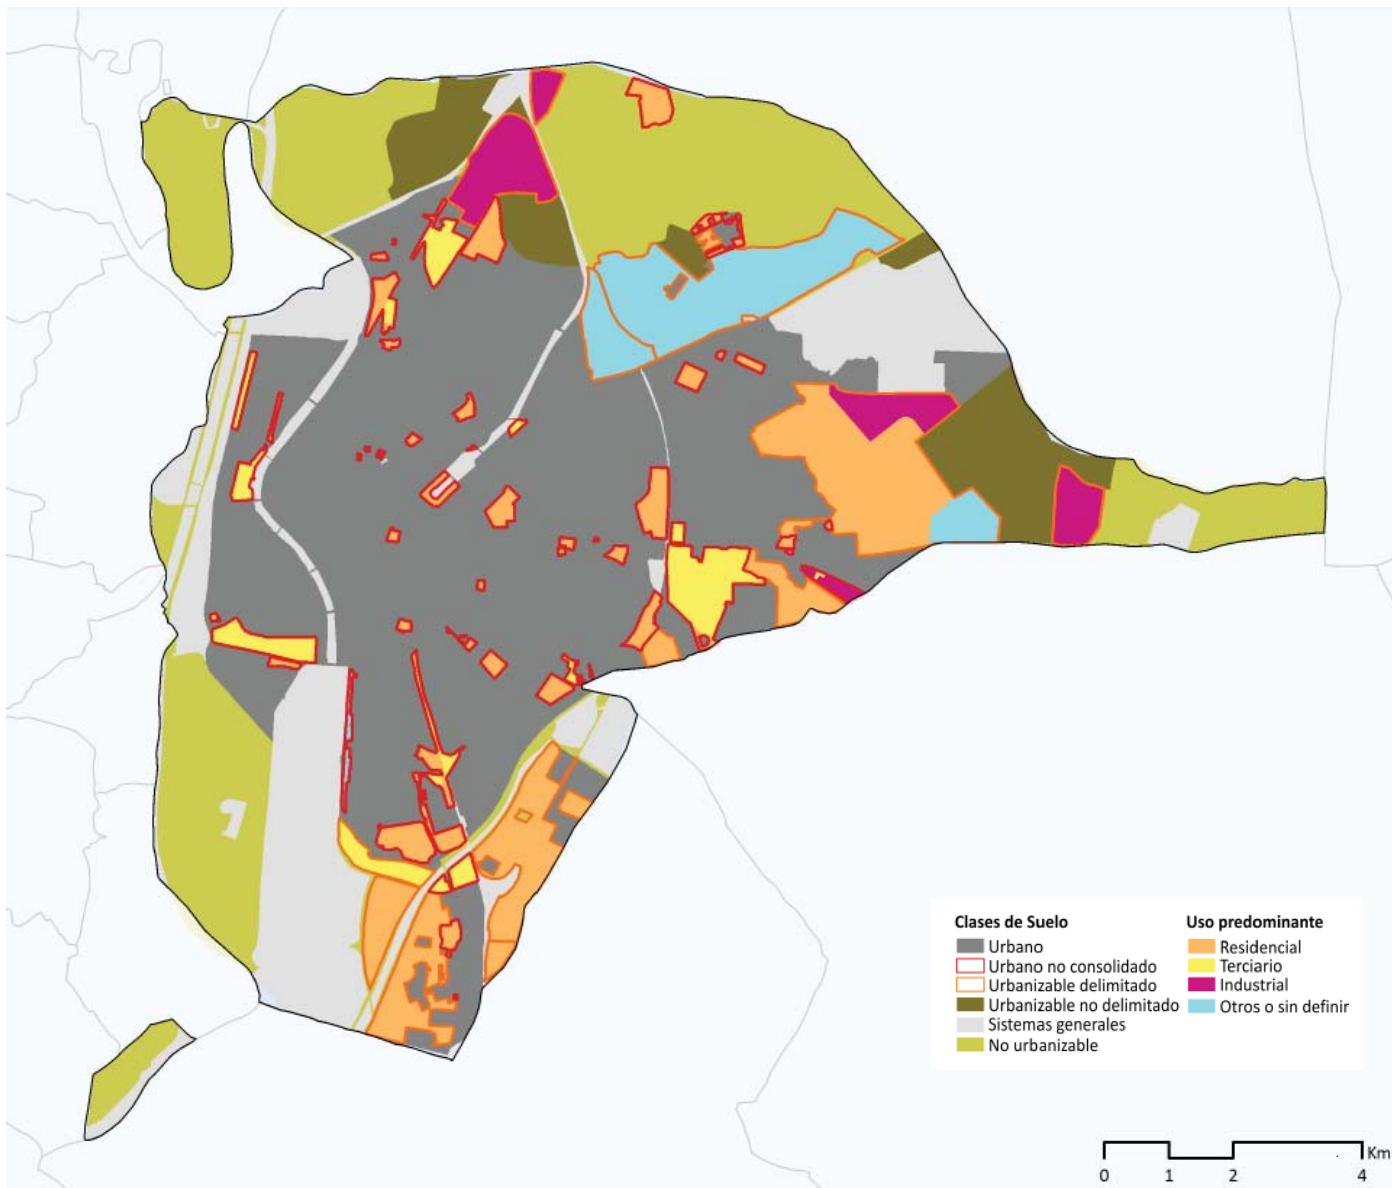 Clases de Suelo
Urbano
Urbano no consolidado
Urbanizable delimitado
Urbanizable no delimitado
Sistemas generales
No urbanizable
Uso predominante
Residencial
Terciario
Industrial
Otros o sin definir
Km
0 1 2 4